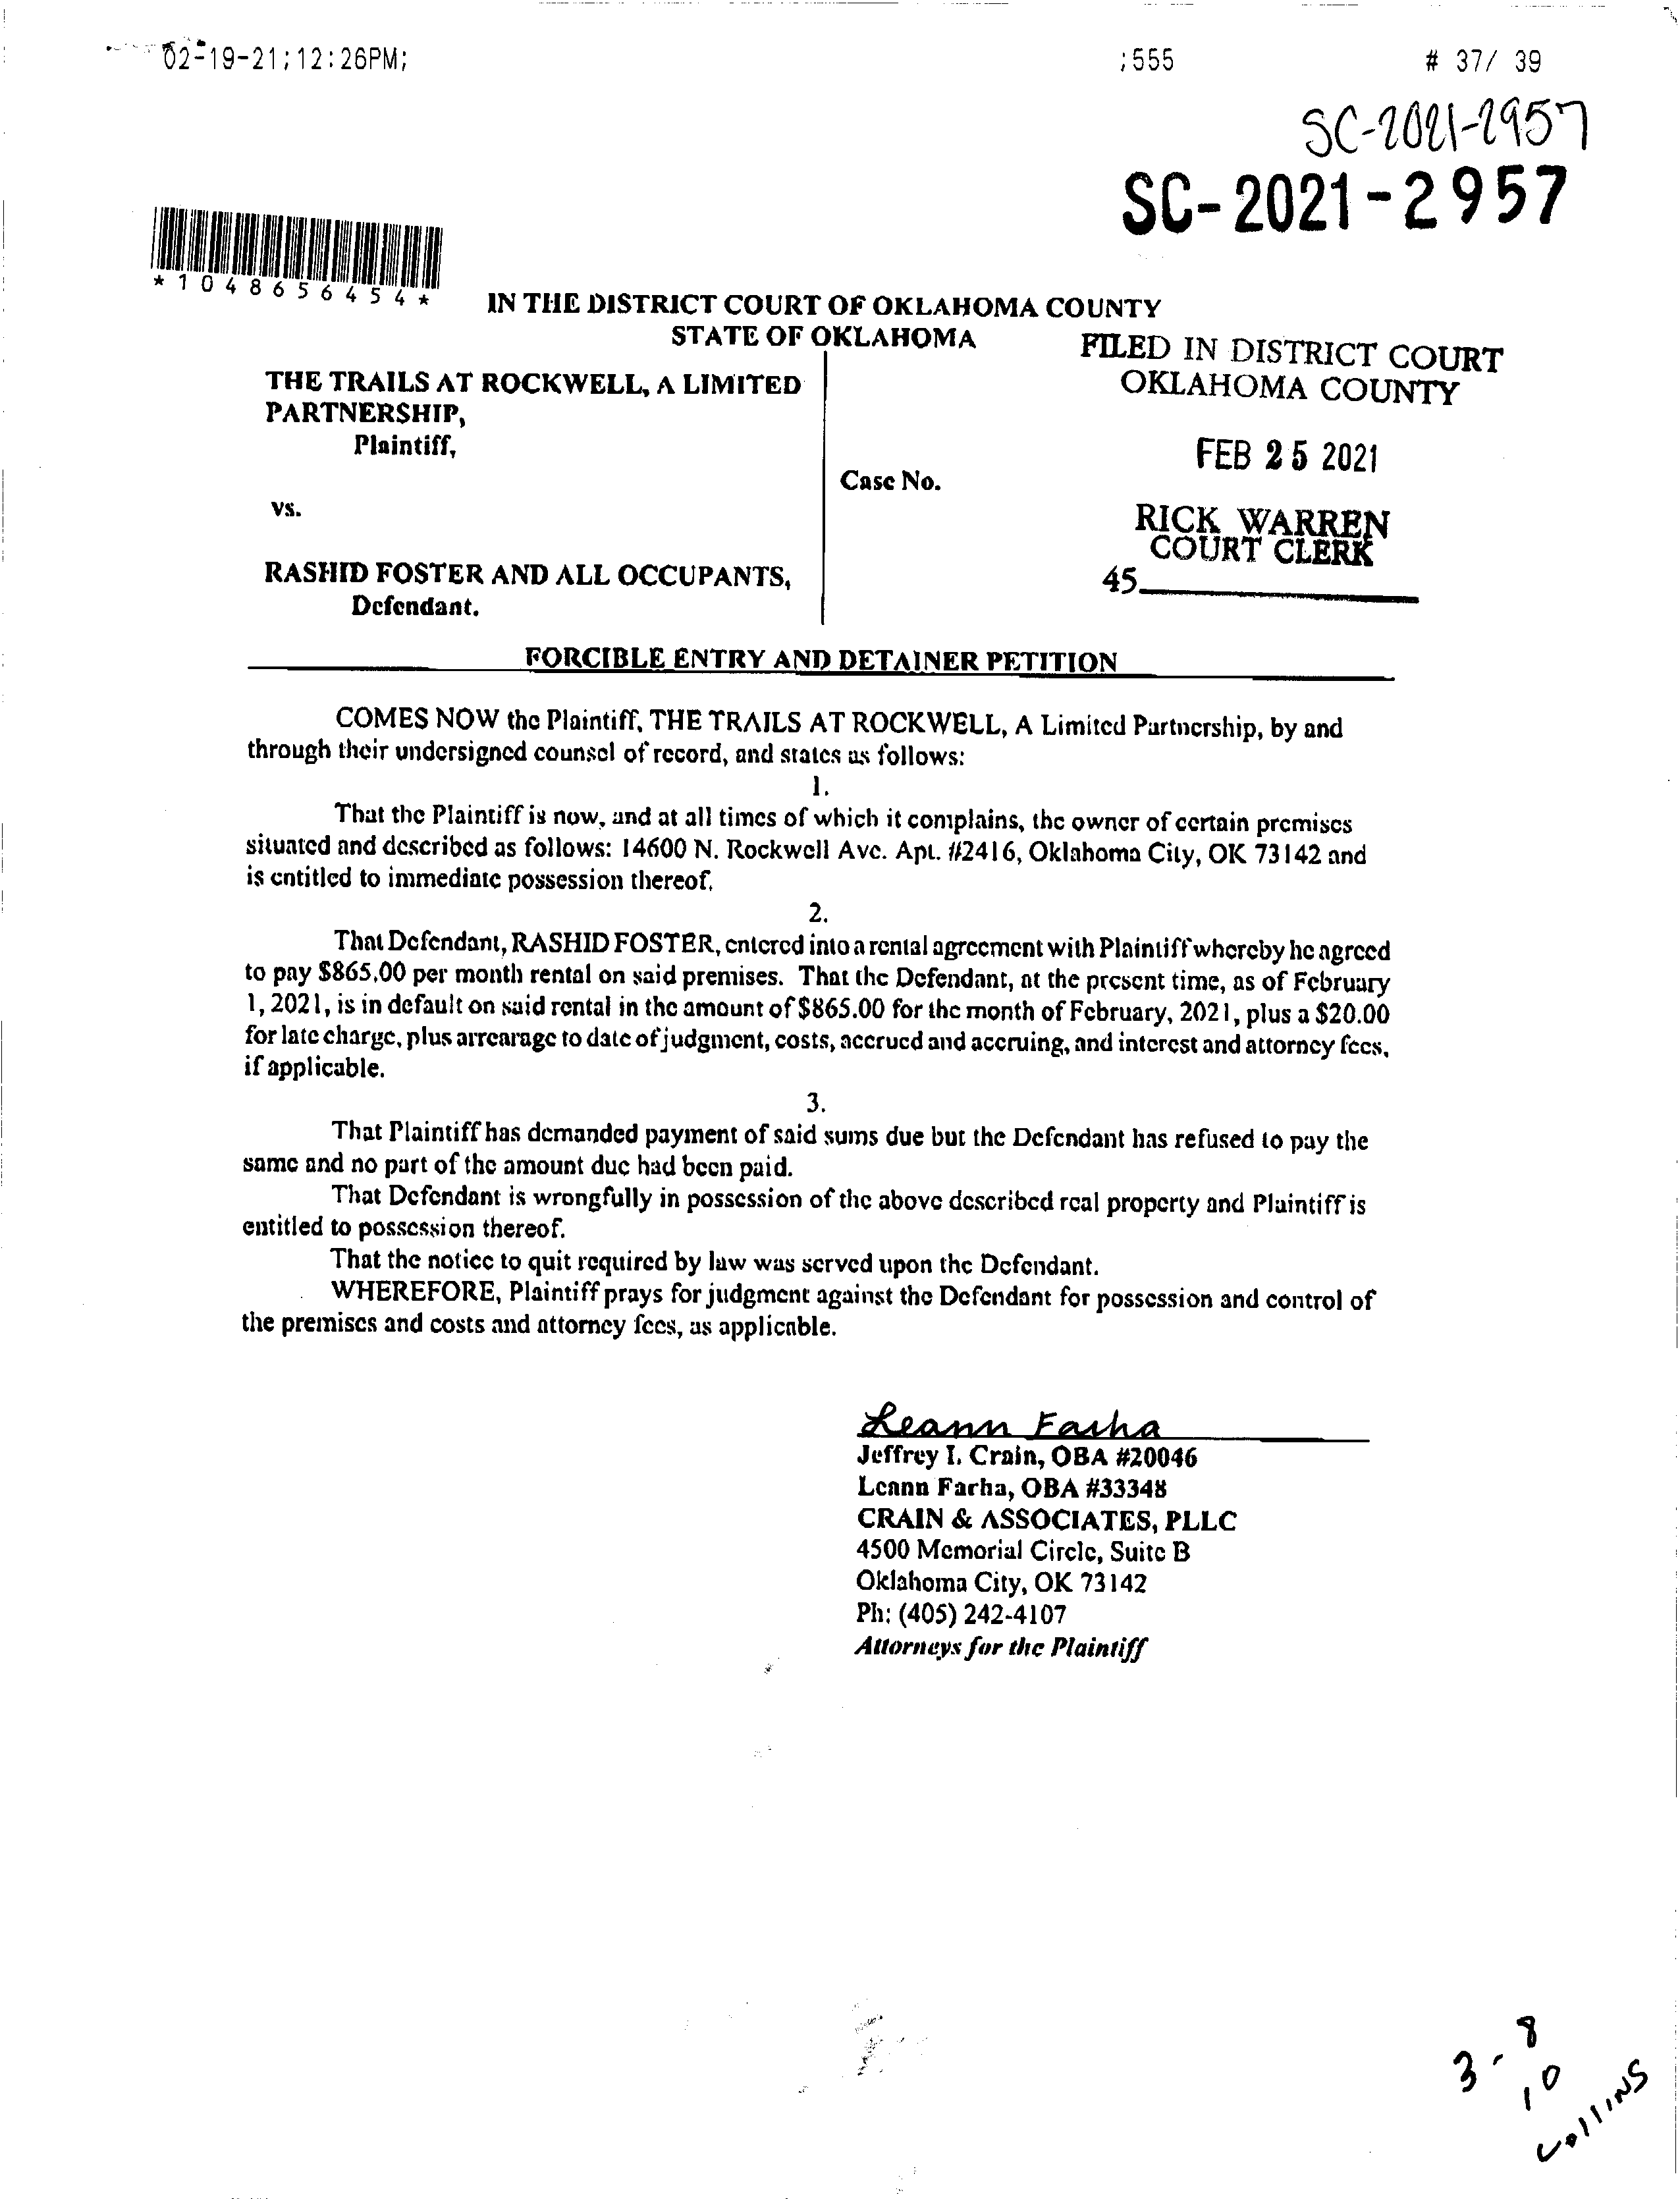 02-19-21;12:26PM; ;555 # 37/ 39
SC-2021-2957
SC-2021-2957
*1048656454*
IN THE DISTRICT COURT OF OKLAHOMA COUNTY
STATE OF OKLAHOMA
FILED IN DISTRICT COURT
OKLAHOMA COUNTY
FEB 25 2021
RICK WARREN
COURT CLERK
45
THE TRAILS AT ROCKWELL, A LIMITED
PARTNERSHIP,
Plaintiff,
Case No.
vs.
RASHID FOSTER AND ALL OCCUPANTS,
Defendant.
FORCIBLE ENTRY AND DETAINER PETITION
COMES NOW the Plaintiff, THE TRAILS AT ROCKWELL, A Limited Partnership, by and
through their undersigned counsel of record, and states as follows:
1.
That the Plaintiff is now, and at all times of which it complains, the owner of certain premises
situated and described as follows: 14600 N. Rockwell Ave. Apt. #2416, Oklahoma City, OK 73142 and
is entitled to immediate possession thereof.
2.
That Defendant, RASHID FOSTER, entered into a rental agreement with Plaintiff whereby he agreed
to pay $865.00 per month rental on said premises. That the Defendant, at the present time, as of February
1, 2021, is in default on said rental in the amount of $865.00 for the month of February, 2021, plus a $20.00
for late charge, plus arrearage to date of judgment, costs, accrued and accruing, and interest and attorney fees,
if applicable.
3.
That Plaintiff has demanded payment of said sums due but the Defendant has refused to pay the
same and no part of the amount due had been paid.
That Defendant is wrongfully in possession of the above described real property and Plaintiff is
entitled to possession thereof.
That the notice to quit required by law was served upon the Defendant.
WHEREFORE, Plaintiff prays for judgment against the Defendant for possession and control of
the premises and costs and attorney fees, as applicable.
Leann Farha
Jeffrey I. Crain, OBA #20046
Leann Farha, OBA #33348
CRAIN & ASSOCIATES, PLLC
4500 Memorial Circle, Suite B
Oklahoma City, OK 73142
Ph: (405) 242-4107
Attorneys for the Plaintiff
3-8
10
Collins